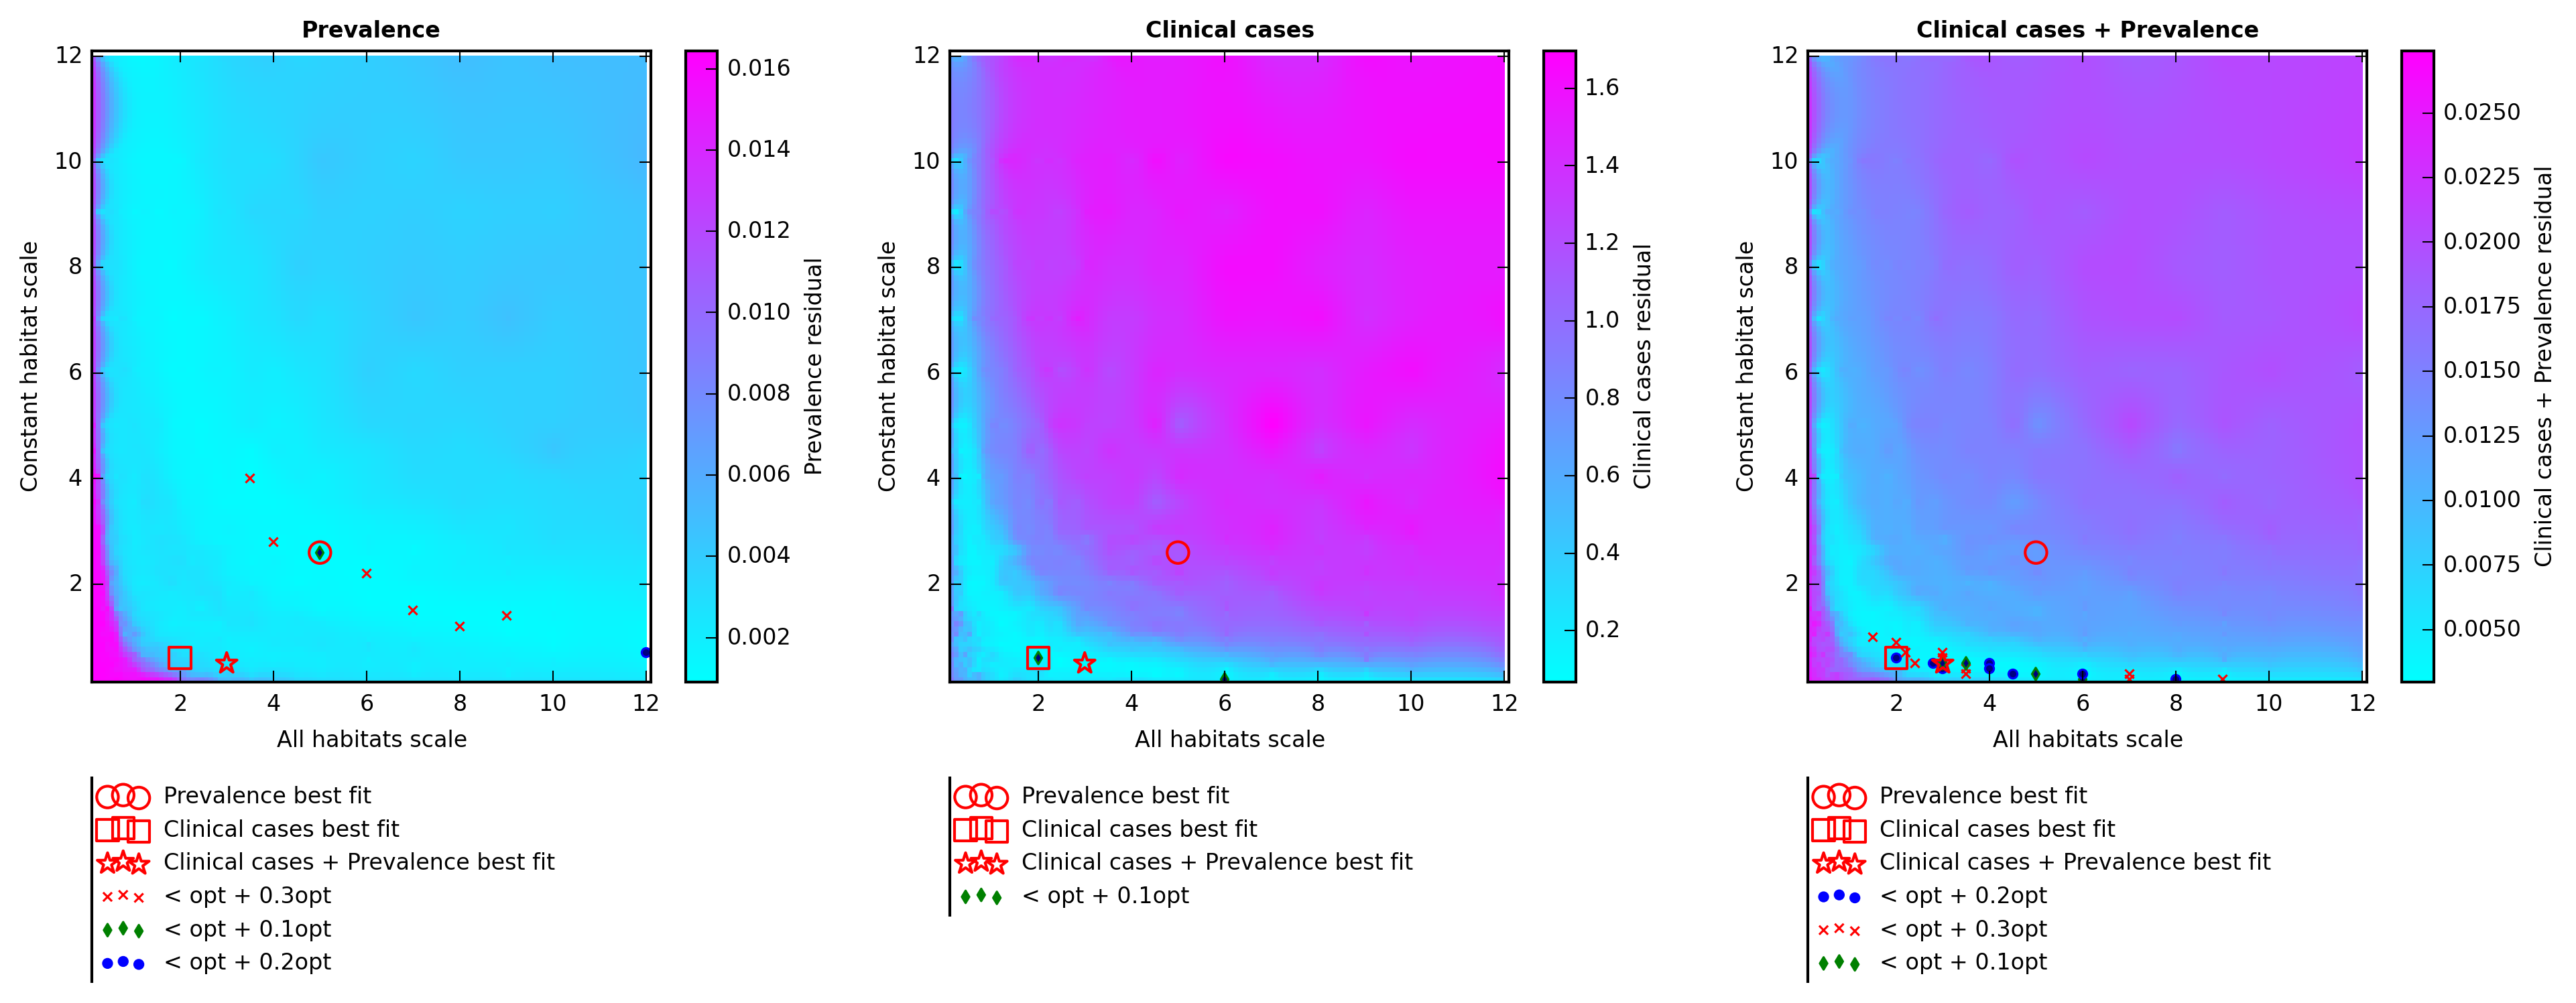 Prevalence
12
10
8
6
4
2
2
4
6
8
10
12
Constant habitat scale
All habitats scale
0.016
0.014
0.012
0.010
0.008
0.006
0.004
0.002
Prevalence residual
Prevalence best fit
Clinical cases best fit
Clinical cases + Prevalence best fit
< opt + 0.3opt
< opt + 0.1opt
< opt + 0.2opt
Clinical cases
12
10
8
6
4
2
2
4
6
8
10
12
Constant habitat scale
All habitats scale
1.6
1.4
1.2
1.0
0.8
0.6
0.4
0.2
Clinical cases residual
Prevalence best fit
Clinical cases best fit
Clinical cases + Prevalence best fit
< opt + 0.1opt
Clinical cases + Prevalence
12
10
8
6
4
2
2
4
6
8
10
12
Constant habitat scale
All habitats scale
0.0250
0.0225
0.0200
0.0175
0.0150
0.0125
0.0100
0.0075
0.0050
Clinical cases + Prevalence residual
Prevalence best fit
Clinical cases best fit
Clinical cases + Prevalence best fit
< opt + 0.2opt
< opt + 0.3opt
< opt + 0.1opt